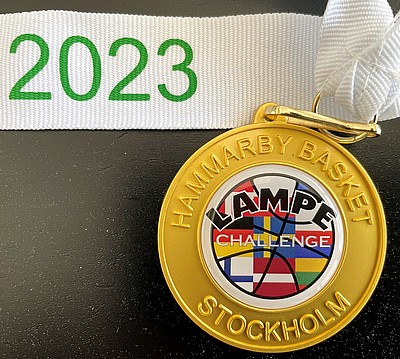 2023
HAMMARBY BASKET
LAMPE
CHALLENGE
STOCKHOLM